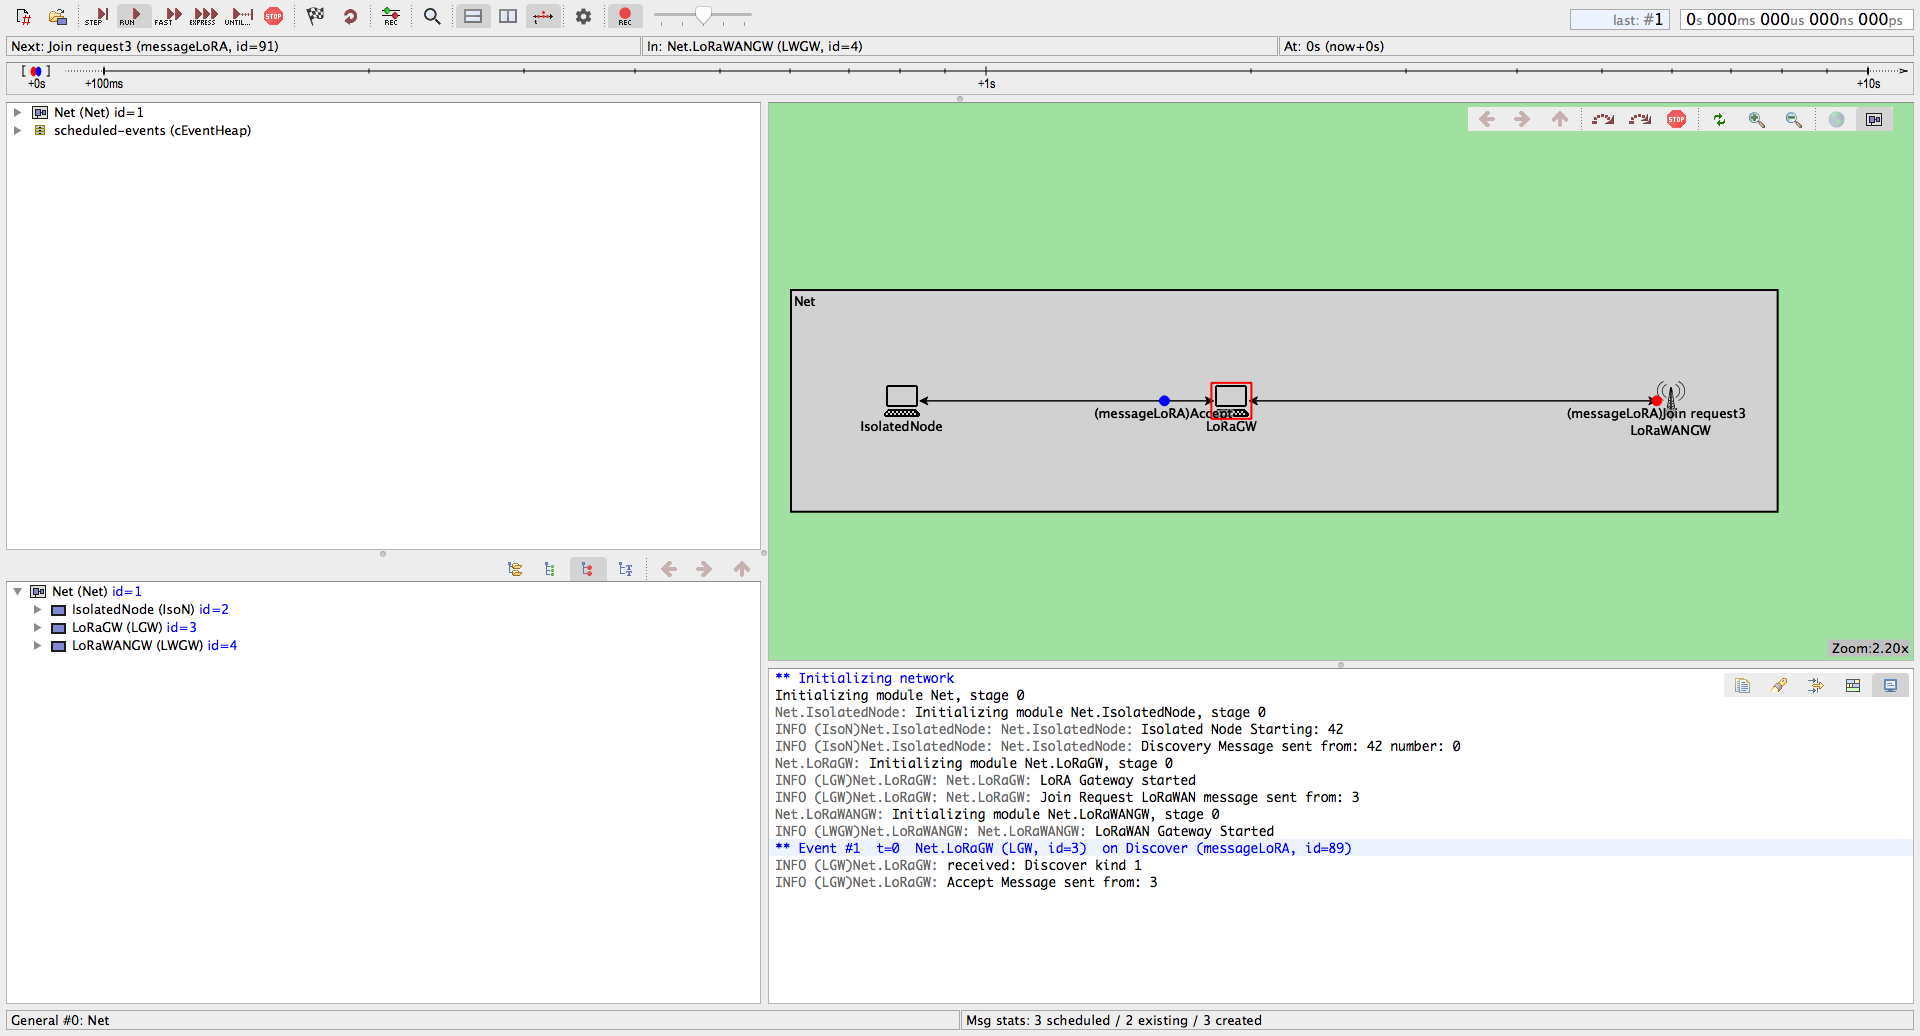 STEP RUN FAST EXPRESS UNTIL... STOP REC REC
last: #1 0s 000ms 000us 000ns 000ps
Next: Join request3 (messageLoRA, id=91) In: Net.LoRaWANGW (LWGW, id=4) At: 0s (now+0s)
+0s +100ms +1s +10s
Net (Net) id=1
scheduled-events (cEventHeap)
STOP
Net
(messageLoRA)Accept (messageLoRA)Join request3
IsolatedNode LoRaGW LoRaWANGW
Zoom:2.20x
Net (Net) id=1
IsolatedNode (IsoN) id=2
LoRaGW (LGW) id=3
LoRaWANGW (LWGW) id=4
** Initializing network
Initializing module Net, stage 0
Net.IsolatedNode: Initializing module Net.IsolatedNode, stage 0
INFO (IsoN)Net.IsolatedNode: Net.IsolatedNode: Isolated Node Starting: 42
INFO (IsoN)Net.IsolatedNode: Net.IsolatedNode: Discovery Message sent from: 42 number: 0
Net.LoRaGW: Initializing module Net.LoRaGW, stage 0
INFO (LGW)Net.LoRaGW: Net.LoRaGW: LoRA Gateway started
INFO (LGW)Net.LoRaGW: Net.LoRaGW: Join Request LoRaWAN message sent from: 3
Net.LoRaWANGW: Initializing module Net.LoRaWANGW, stage 0
INFO (LWGW)Net.LoRaWANGW: Net.LoRaWANGW: LoRaWAN Gateway Started
** Event #1 t=0 Net.LoRaGW (LGW, id=3) on Discover (messageLoRA, id=89)
INFO (LGW)Net.LoRaGW: received: Discover kind 1
INFO (LGW)Net.LoRaGW: Accept Message sent from: 3
General #0: Net
Msg stats: 3 scheduled / 2 existing / 3 created